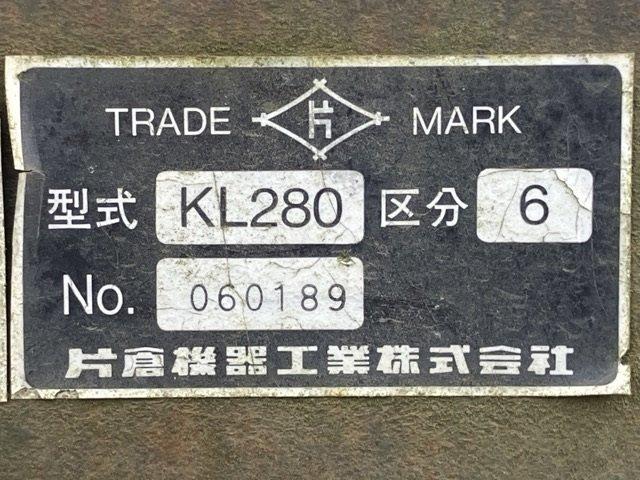 TRADE 片 MARK
型式 KL280 区分 6
No. 060189
片倉機器工業株式会社